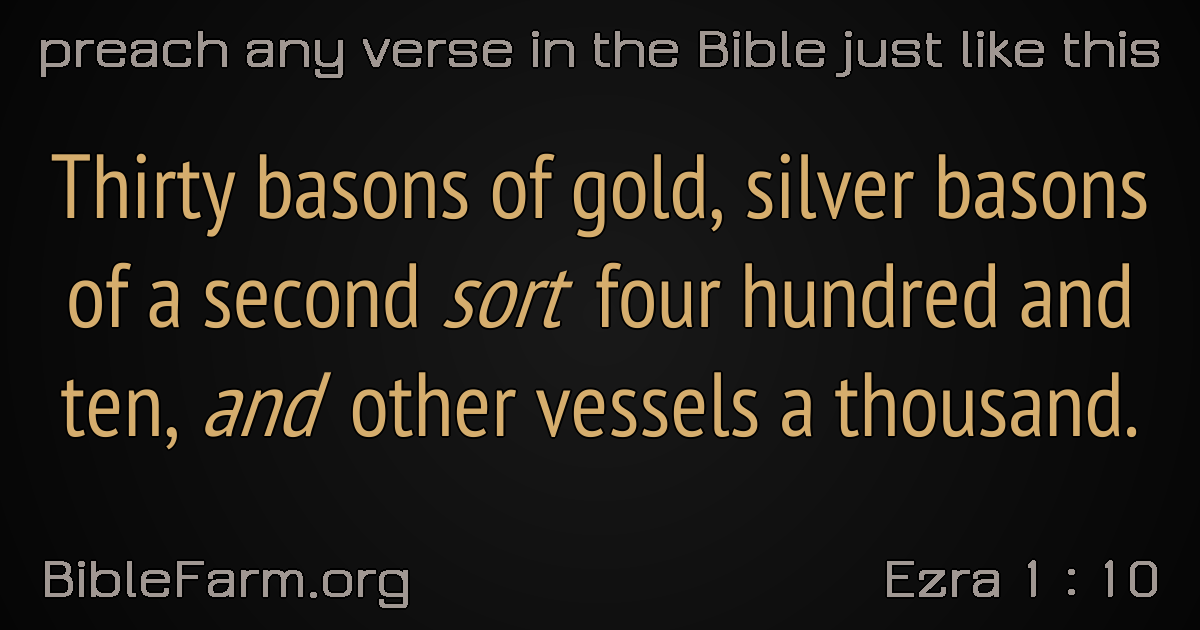 preach any verse in the Bible just like this
Thirty basons of gold, silver basons
of a second sort four hundred and
ten, and other vessels a thousand.
BibleFarm.org
Ezra 1 : 10